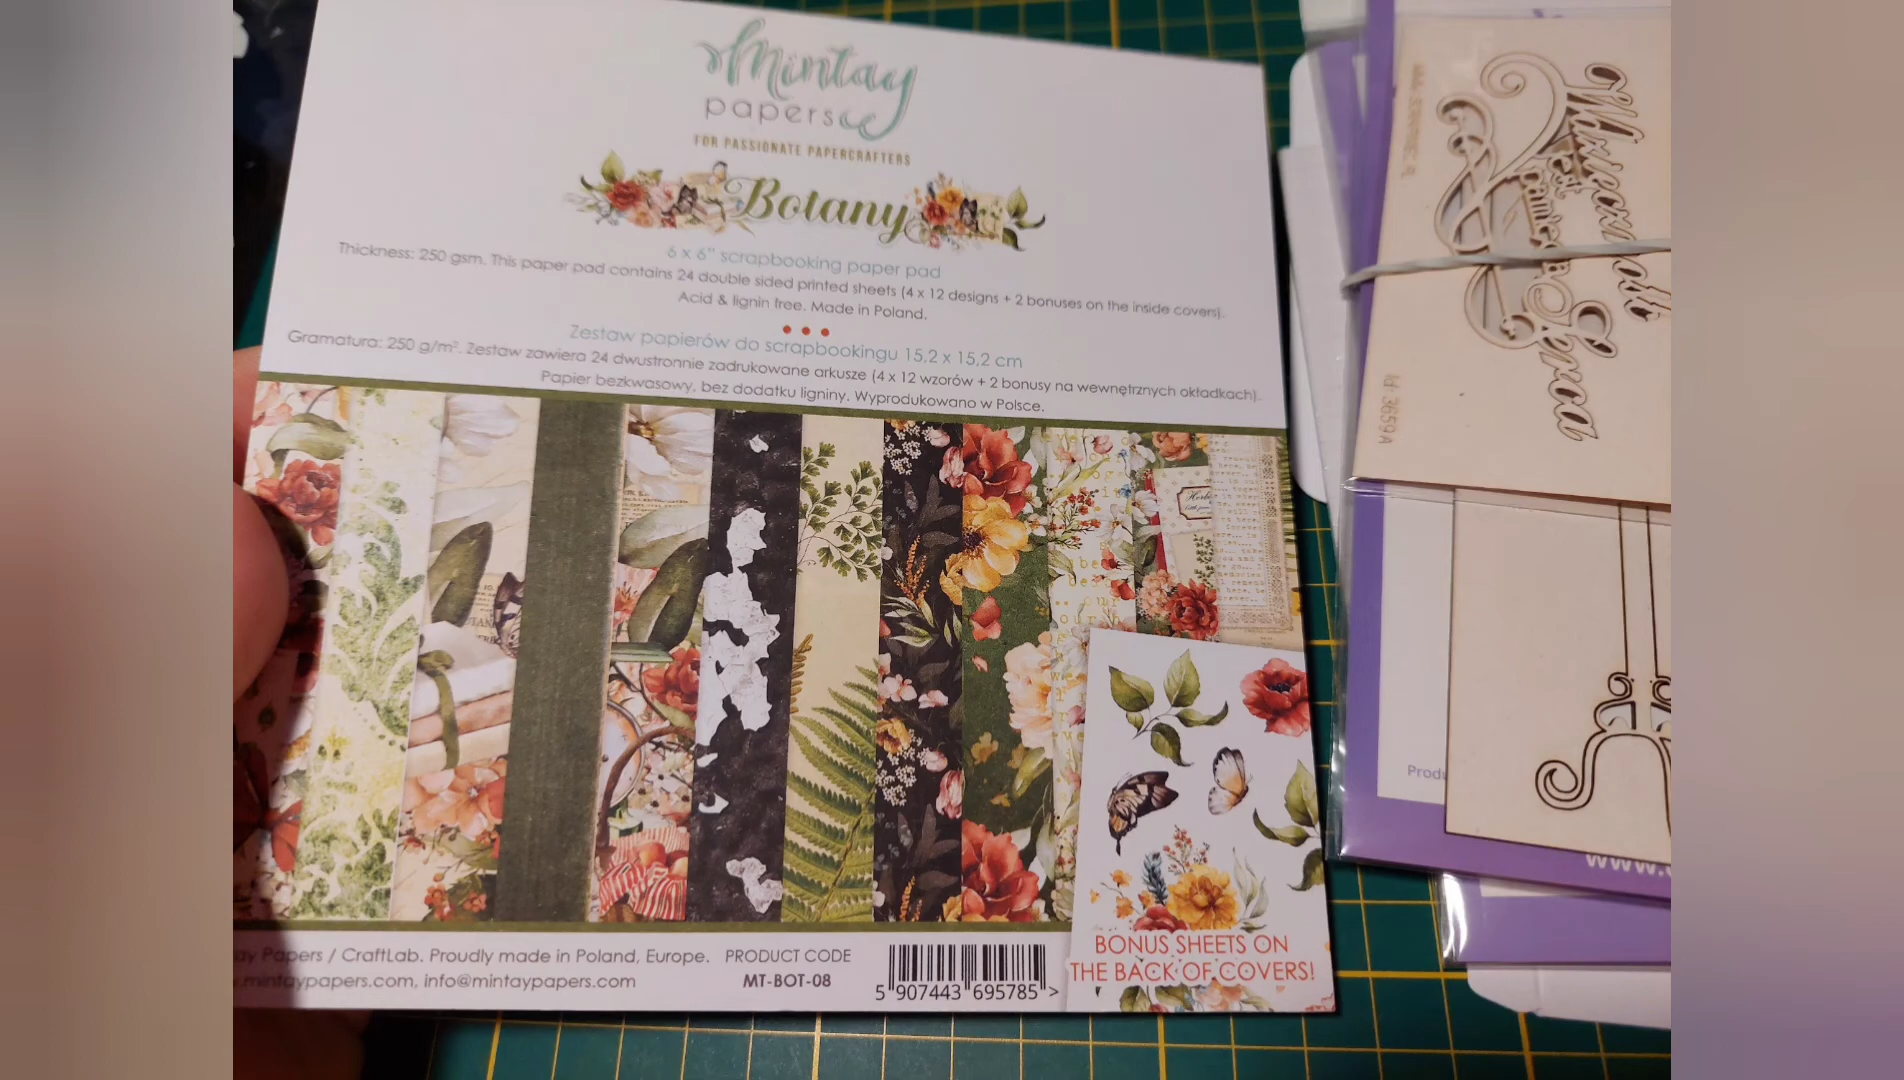 Mintay
papers
FOR PASSIONATE PAPERCRAFTERS
Botany
6 x 6" scrapbooking paper pad
Thickness: 250 gsm. This paper pad contains 24 double sided printed sheets (4 x 12 designs + 2 bonuses on the inside covers).
Acid & lignin free. Made in Poland.
Zestaw papierów do scrapbookingu 15,2 x 15,2 cm
Gramatura: 250 g/m². Zestaw zawiera 24 dwustronnie zadrukowane arkusze (4 x 12 wzorów + 2 bonusy na wewnętrznych okładkach).
Papier bezkwasowy, bez dodatku ligniny. Wyprodukowano w Polsce.
BONUS SHEETS ON
THE BACK OF COVERS!
Papers / CraftLab. Proudly made in Poland, Europe.
mintaypapers.com, info@mintaypapers.com
PRODUCT CODE
MT-BOT-08
5 907443 695785 >
jest
Serca
id- 3659A
Produ
www.